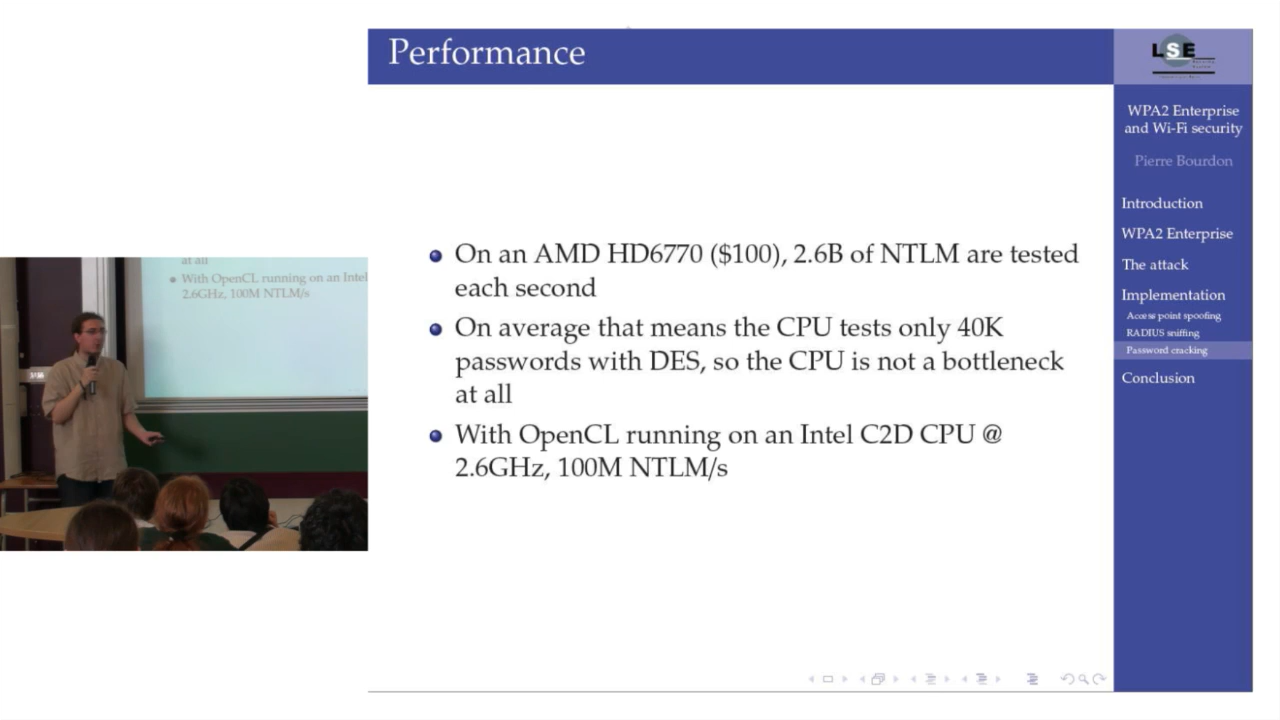 Performance
LSE
WPA2 Enterprise
and Wi-Fi security
Pierre Bourdon
Introduction
WPA2 Enterprise
The attack
Implementation
Access point spoofing
RADIUS sniffing
Password cracking
Conclusion
On an AMD HD6770 ($100), 2.6B of NTLM are tested
each second
On average that means the CPU tests only 40K
passwords with DES, so the CPU is not a bottleneck
at all
With OpenCL running on an Intel C2D CPU @
2.6GHz, 100M NTLM/s
at all
With OpenCL running on an Intel
2.6GHz, 100M NTLM/s